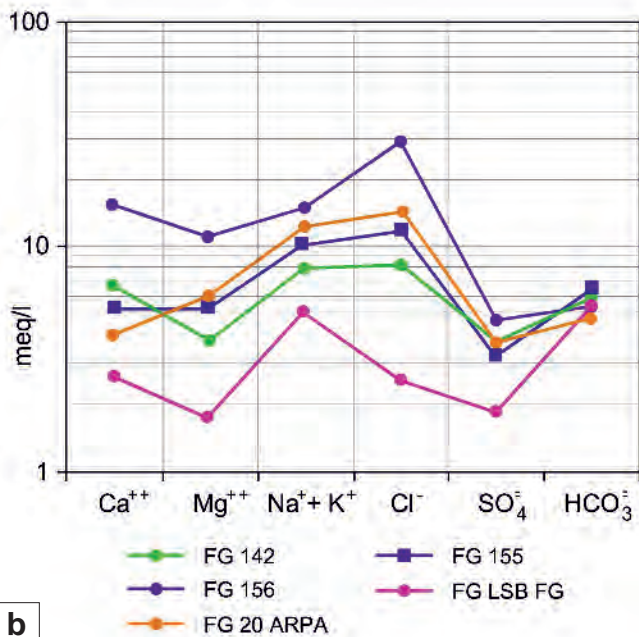 100
10
1
meq/l
Ca⁺⁺ Mg⁺⁺ Na⁺+ K⁺ Cl⁻ SO₄⁼ HCO₃⁼
FG 142 FG 155
FG 156 FG LSB FG
FG 20 ARPA
b